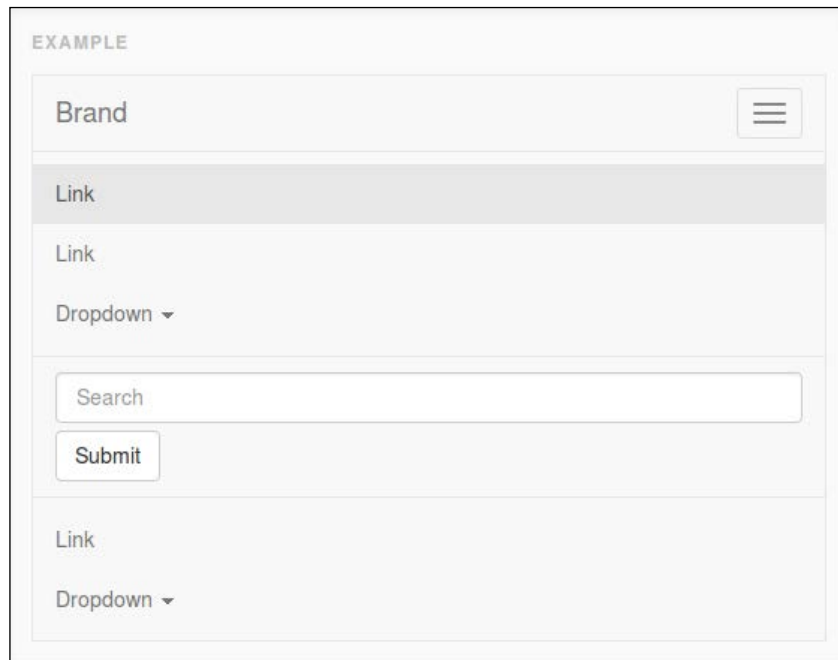 EXAMPLE
Brand
Link
Link
Dropdown
Search
Submit
Link
Dropdown